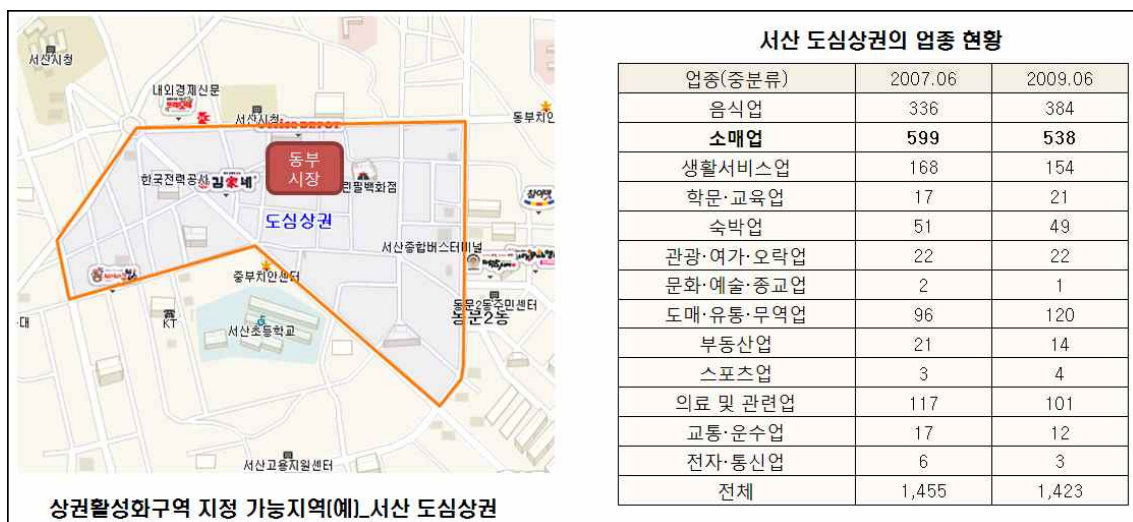 서산시청
내외경제신문
서산시청
OFFICE DEPOT
동부치안
동부
시장
한국전력공사
김家네
린필백화점
참이맛
도심상권
서산종합버스터미널
중부치안센터
동문2동주민센터
동문2동
KT
서산초등학교
서산고용지원센터
상권활성화구역 지정 가능지역(예)_서산 도심상권
서산 도심상권의 업종 현황
업종(중분류) 2007.06 2009.06
음식업 336 384
소매업 599 538
생활서비스업 168 154
학문·교육업 17 21
숙박업 51 49
관광·여가·오락업 22 22
문화·예술·종교업 2 1
도매·유통·무역업 96 120
부동산업 21 14
스포츠업 3 4
의료 및 관련업 117 101
교통·운수업 17 12
전자·통신업 6 3
전체 1,455 1,423